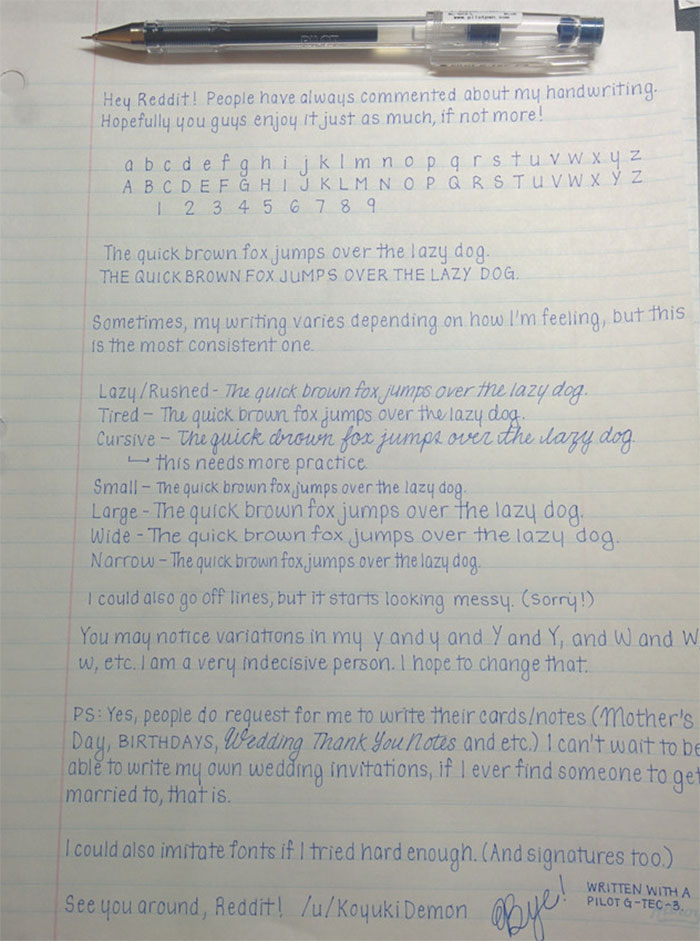 www.pilotpen.com
PILOT
Hey Reddit! People have always commented about my handwriting.
Hopefully you guys enjoy it just as much, if not more!
a b c d e f g h i j k l m n o p q r s t u v w x y z
A B C D E F G H I J K L M N O P Q R S T U V W X Y Z
1 2 3 4 5 6 7 8 9
The quick brown fox jumps over the lazy dog.
THE QUICK BROWN FOX JUMPS OVER THE LAZY DOG.
Sometimes, my writing varies depending on how I'm feeling, but this
is the most consistent one.
Lazy/Rushed - The quick brown fox jumps over the lazy dog.
Tired - The quick brown fox jumps over the lazy dog.
Cursive - The quick brown fox jumps over the lazy dog
↳ this needs more practice
Small - The quick brown fox jumps over the lazy dog.
Large - The quick brown fox jumps over the lazy dog.
Wide - The quick brown fox jumps over the lazy dog.
Narrow - The quick brown fox jumps over the lazy dog.
I could also go off lines, but it starts looking messy. (Sorry!)
You may notice variations in my y and y and Y and Y, and W and W
w, etc. I am a very indecisive person. I hope to change that.
PS: Yes, people do request for me to write their cards/notes (Mother's
Day, BIRTHDAYS, Wedding Thank You Notes and etc.) I can't wait to be
able to write my own wedding invitations, if I ever find someone to get
married to, that is.
I could also imitate fonts if I tried hard enough. (And signatures too.)
See you around, Reddit! /u/KoyukiDemon Bye!
WRITTEN WITH A
PILOT G-TEC-3.